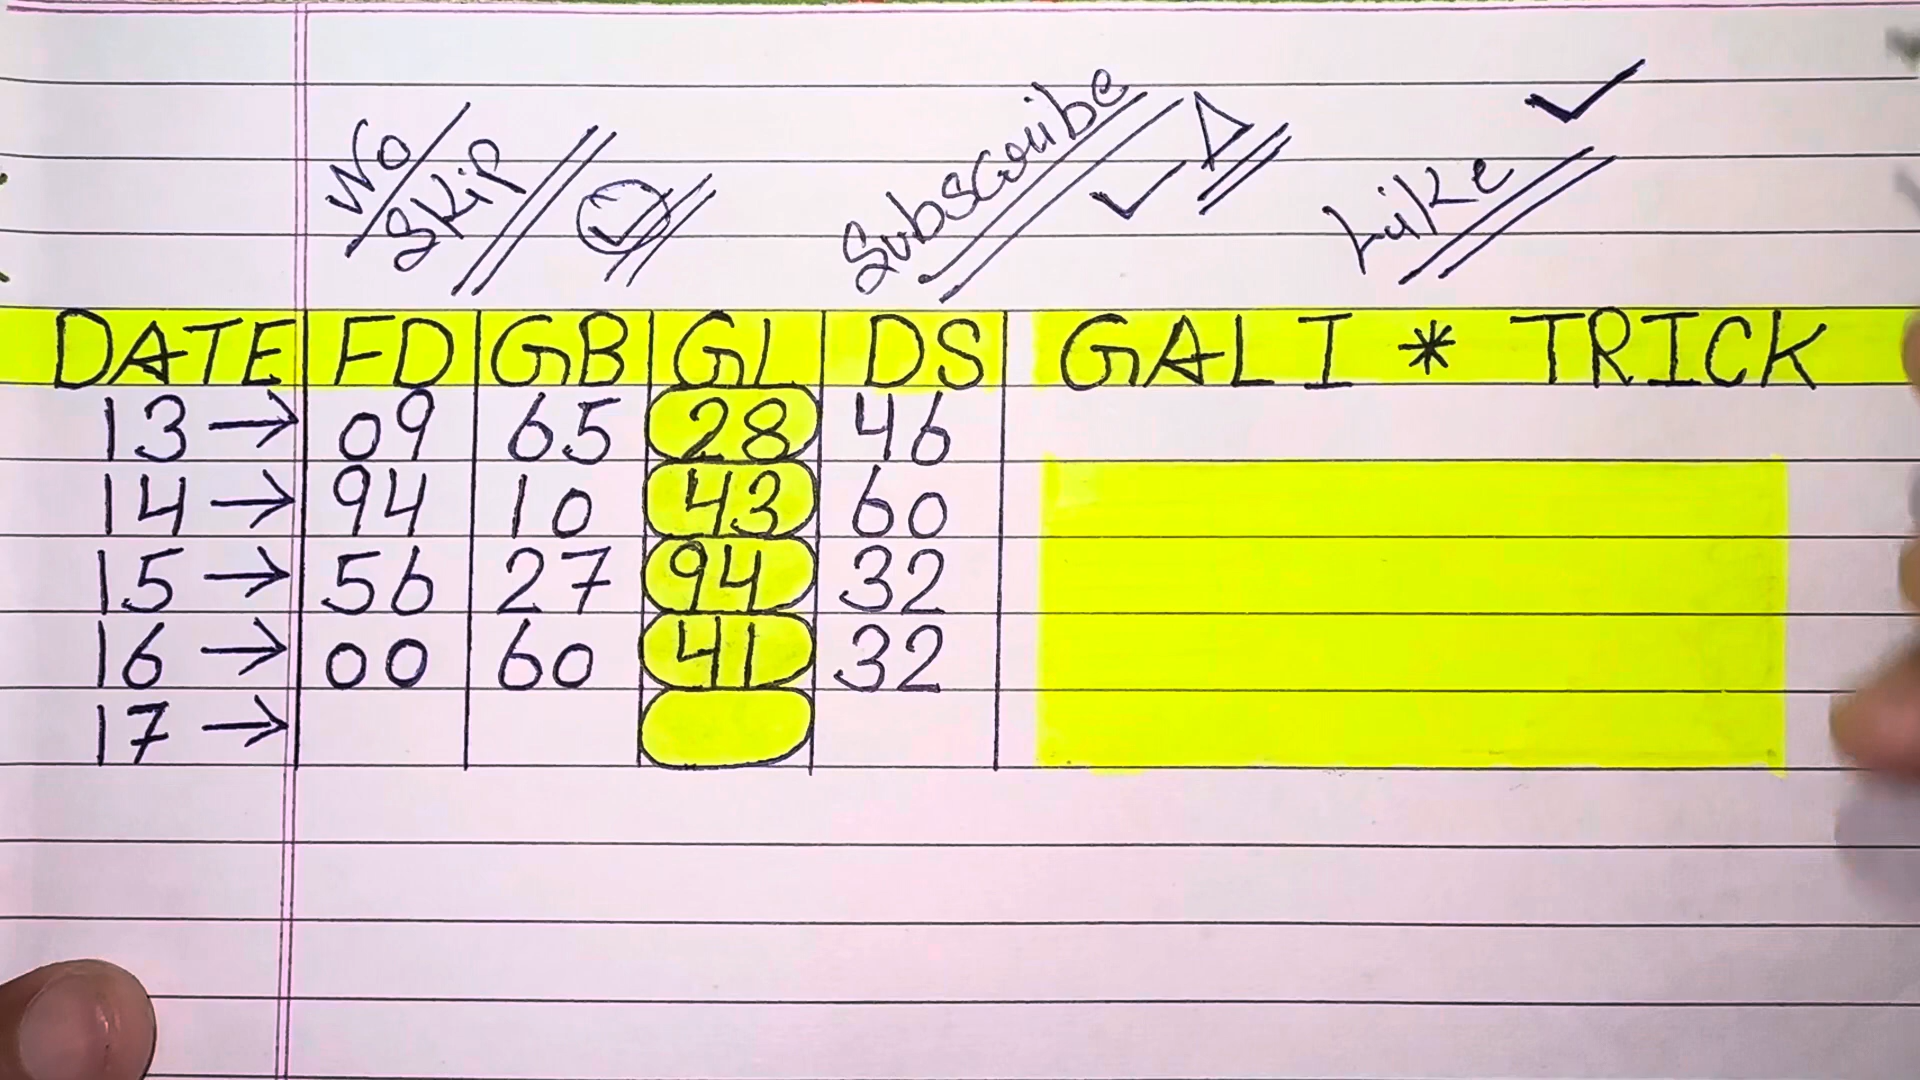 No Skip
Subscribe
Like
DATE FD GB GL DS GALI * TRICK
13 → 09 65 28 46
14 → 94 10 43 60
15 → 56 27 94 32
16 → 00 60 41 32
17 →